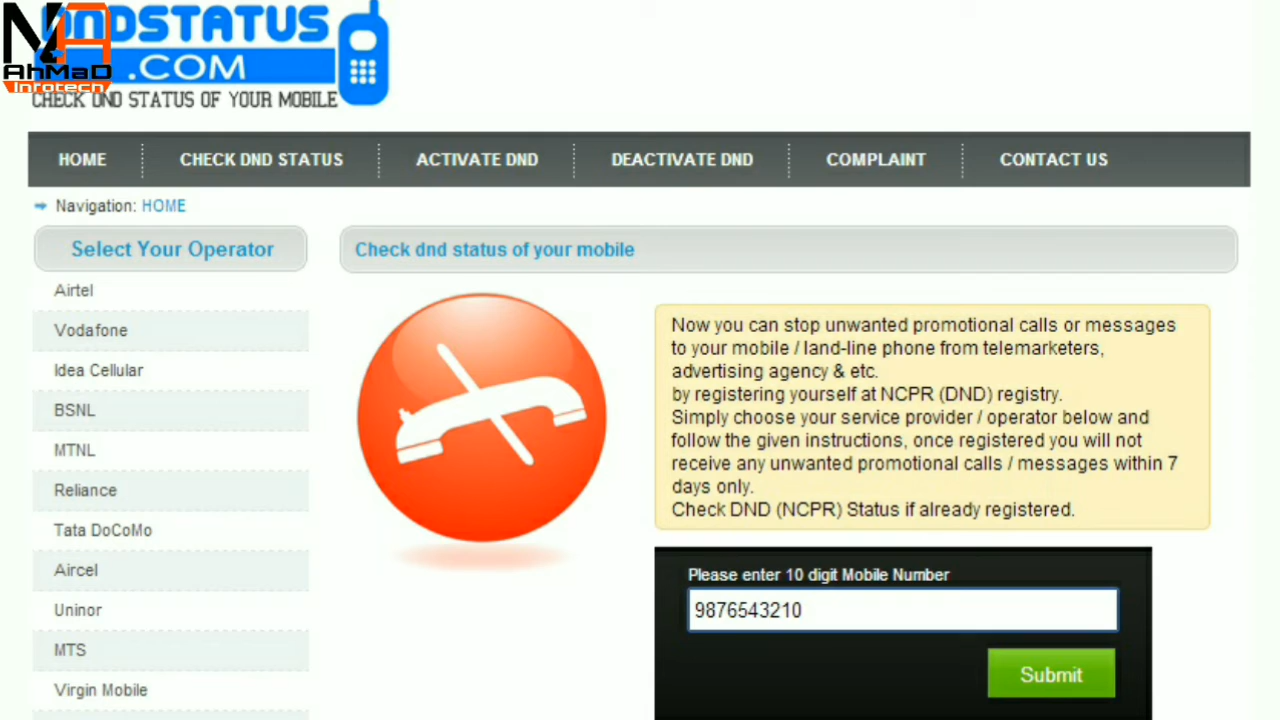 DNDSTATUS
.COM
CHECK DND STATUS OF YOUR MOBILE
NA
AhMaD
Infotech
HOME
CHECK DND STATUS
ACTIVATE DND
DEACTIVATE DND
COMPLAINT
CONTACT US
Navigation: HOME
Select Your Operator
Airtel
Vodafone
Idea Cellular
BSNL
MTNL
Reliance
Tata DoCoMo
Aircel
Uninor
MTS
Virgin Mobile
Check dnd status of your mobile
Now you can stop unwanted promotional calls or messages
to your mobile / land-line phone from telemarketers,
advertising agency & etc.
by registering yourself at NCPR (DND) registry.
Simply choose your service provider / operator below and
follow the given instructions, once registered you will not
receive any unwanted promotional calls / messages within 7
days only.
Check DND (NCPR) Status if already registered.
Please enter 10 digit Mobile Number
9876543210
Submit